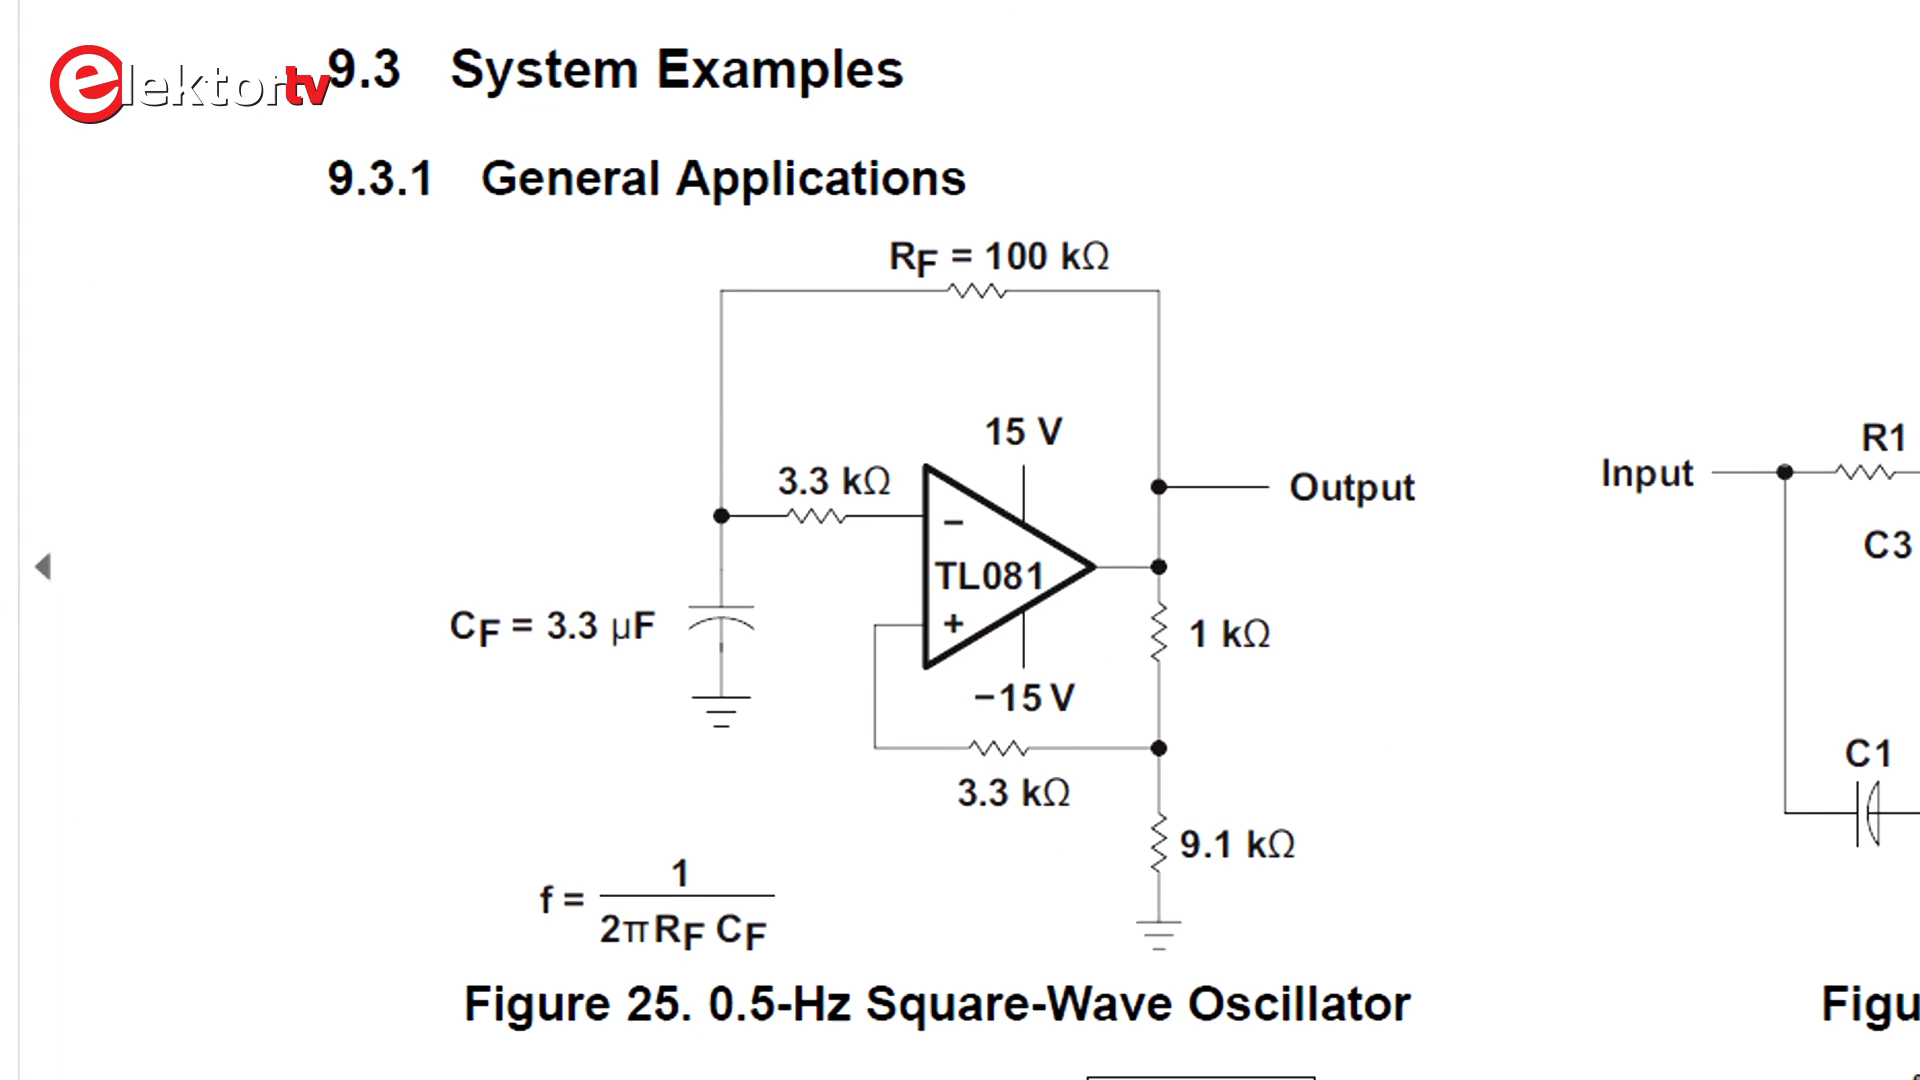 elektortv
9.3 System Examples
9.3.1 General Applications
RF = 100 kΩ
15 V
3.3 kΩ
Output
−
TL081
+
CF = 3.3 μF
1 kΩ
−15 V
3.3 kΩ
9.1 kΩ
f = 1
2π RF CF
Figure 25. 0.5-Hz Square-Wave Oscillator
Input
R1
C3
C1
Figu